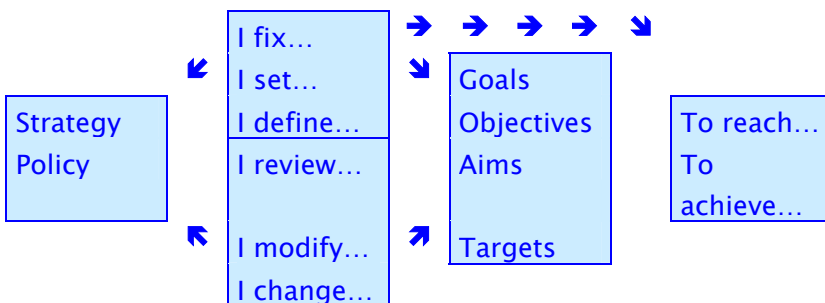 I fix…
I set…
I define…
I review…
I modify…
I change…
Strategy
Policy
Goals
Objectives
Aims
Targets
To reach…
To
achieve…